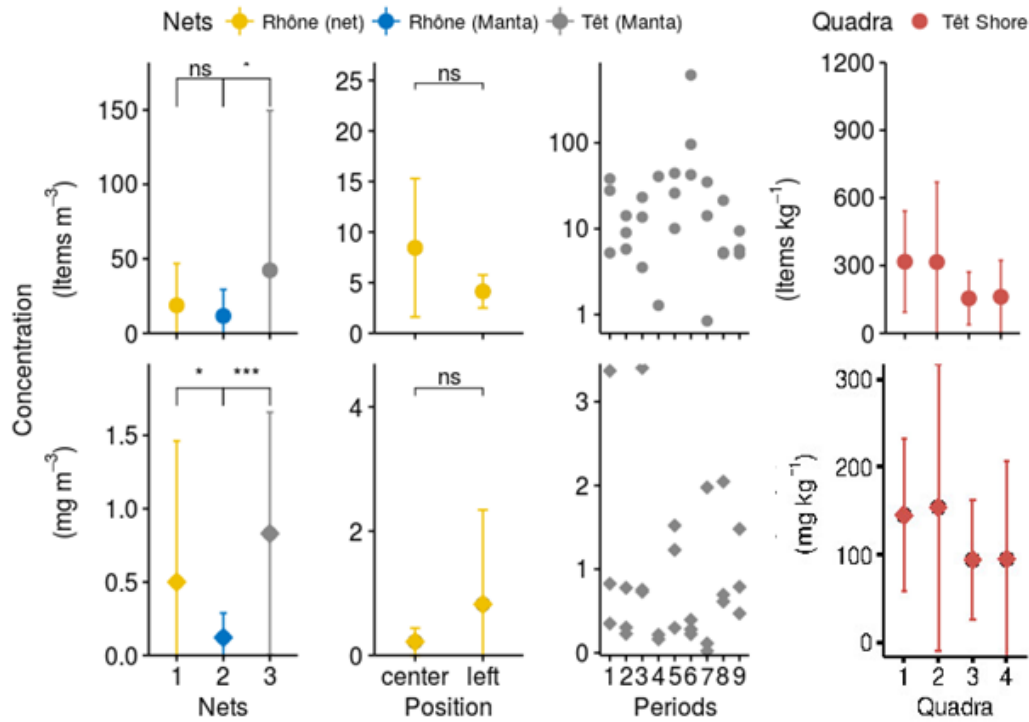 Nets Rhône (net) Rhône (Manta) Têt (Manta) Quadra Têt Shore
Concentration
(Items m⁻³)
150
100
50
0
ns *
25
20
15
10
5
0
ns
100
10
1
(Items kg⁻¹)
1200
900
600
300
0
(mg m⁻³)
1.5
1.0
0.5
0.0
* ***
1 2 3
Nets
4
2
0
ns
center left
Position
3
2
1
0
1 2 3 4 5 6 7 8 9
Periods
(mg kg⁻¹)
300
200
100
0
1 2 3 4
Quadra